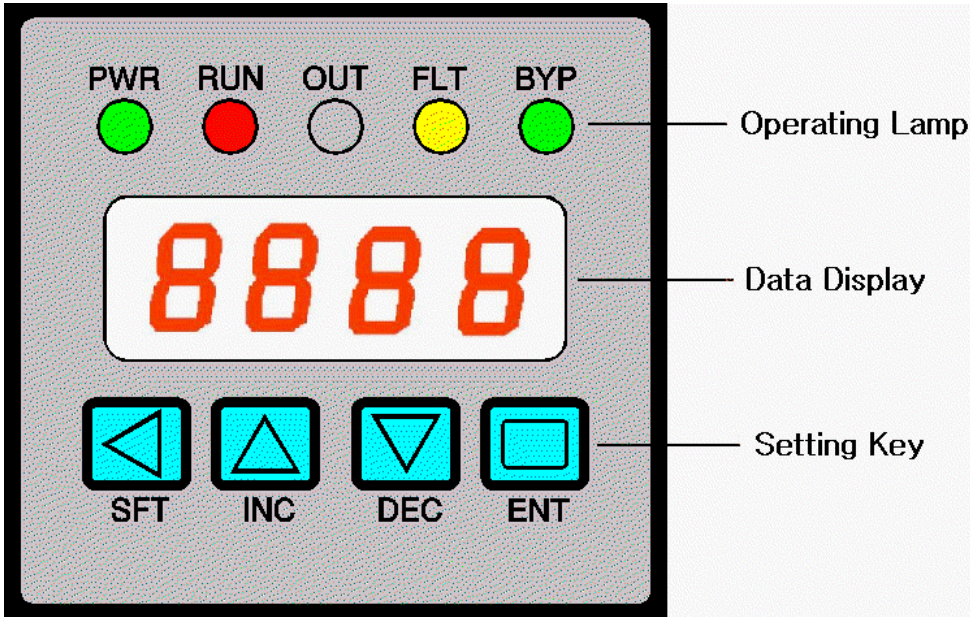 PWR RUN OUT FLT BYP
Operating Lamp
8888
Data Display
Setting Key
SFT INC DEC ENT